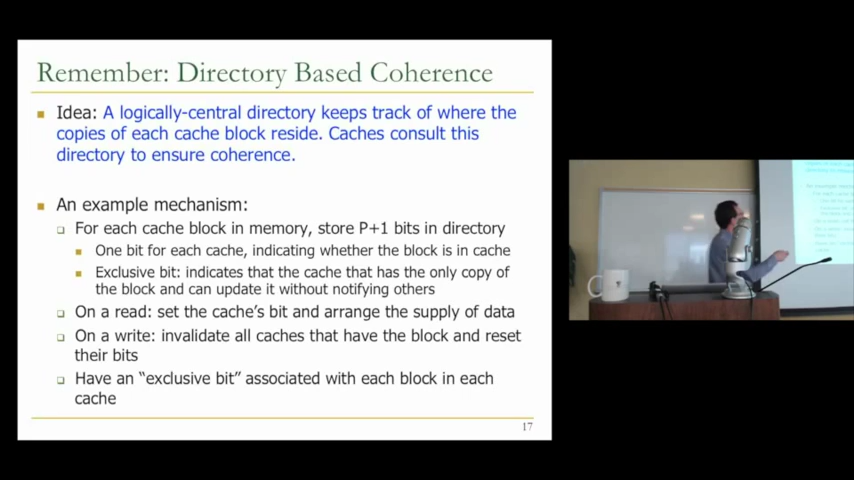 Remember: Directory Based Coherence
Idea: A logically-central directory keeps track of where the
copies of each cache block reside. Caches consult this
directory to ensure coherence.
An example mechanism:
For each cache block in memory, store P+1 bits in directory
One bit for each cache, indicating whether the block is in cache
Exclusive bit: indicates that the cache that has the only copy of
the block and can update it without notifying others
On a read: set the cache's bit and arrange the supply of data
On a write: invalidate all caches that have the block and reset
their bits
Have an “exclusive bit” associated with each block in each
cache
17